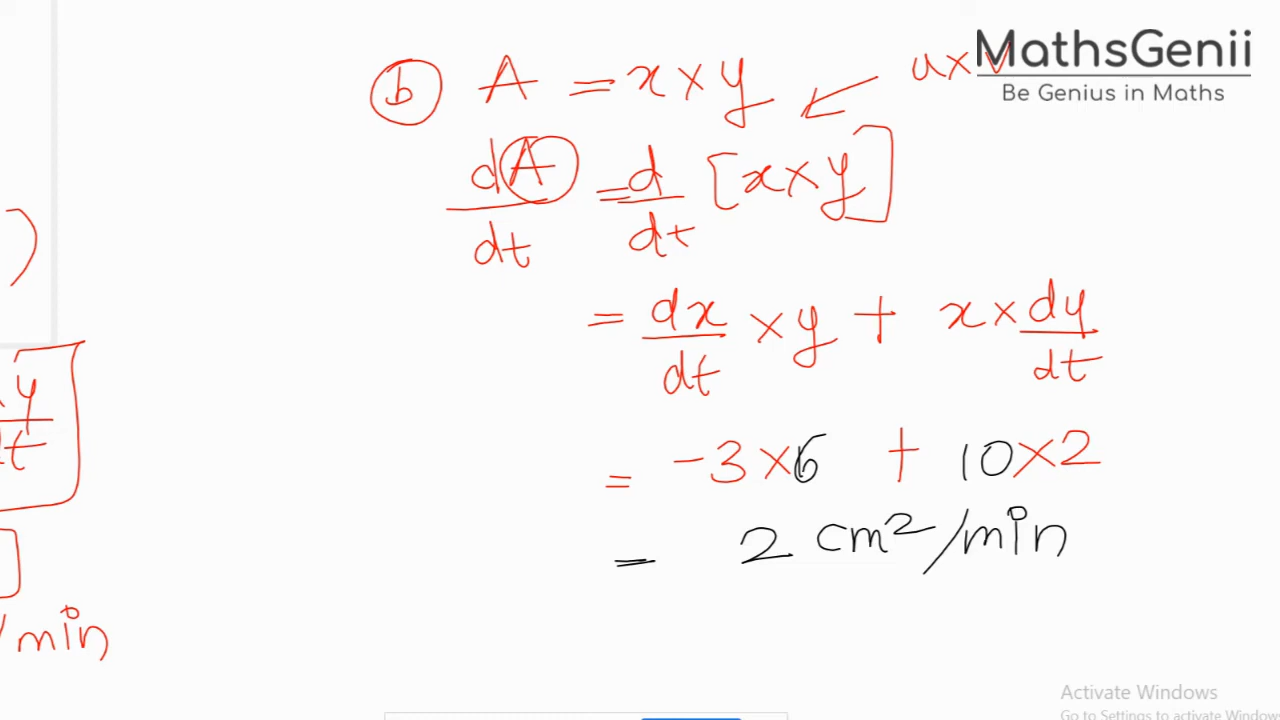 MathsGenii
Be Genius in Maths
b A = x × y ← u×v
dA/dt = d/dt [x × y]
= dx/dt × y + x × dy/dt
= -3 × 6 + 10 × 2
= 2 cm²/min
)
y
dt
/min
Activate Windows
Go to Settings to activate Windows